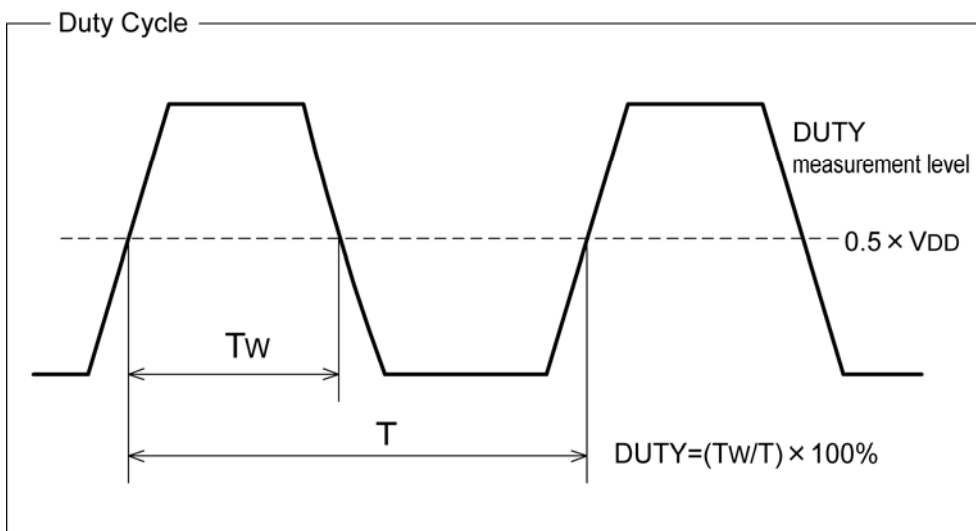 Duty Cycle
DUTY
measurement level
0.5 × VDD
TW
T
DUTY=(TW/T) × 100%